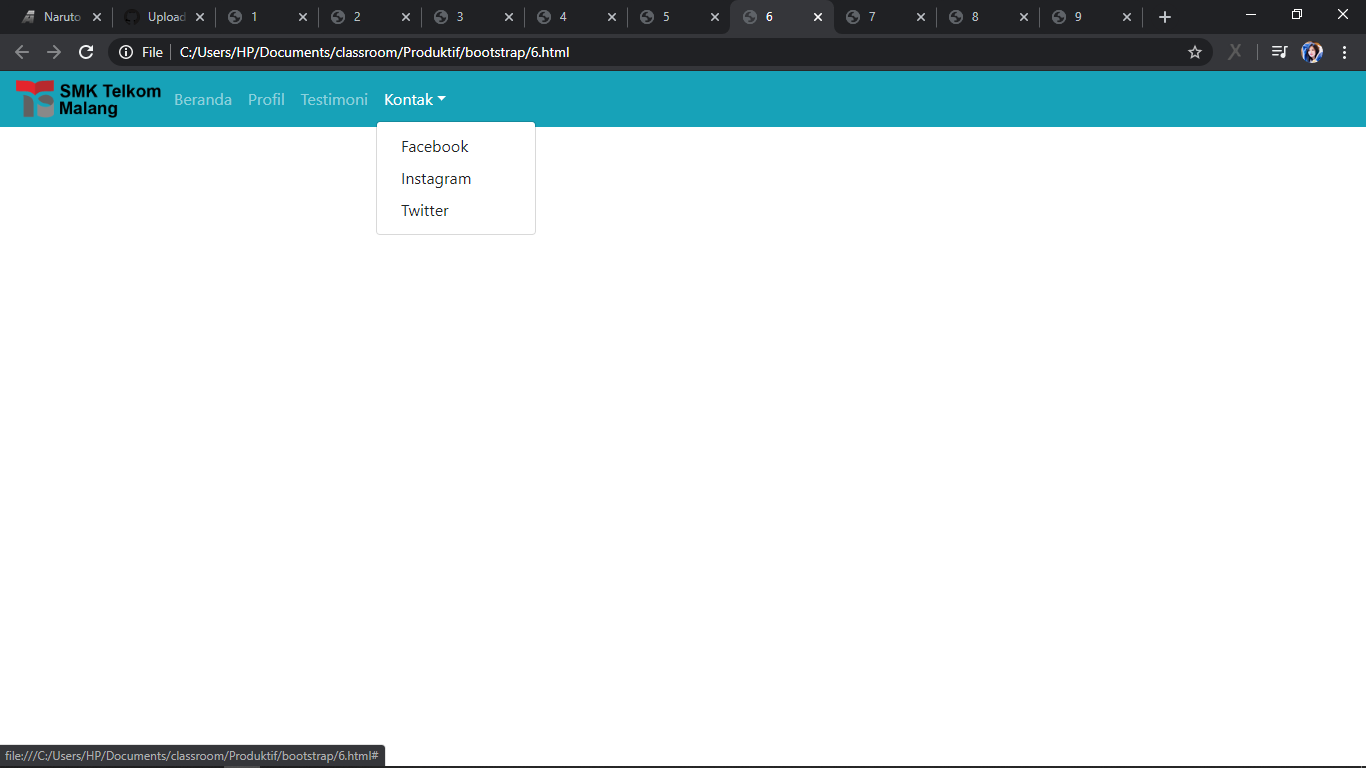 Naruto
Upload
1
2
3
4
5
6
7
8
9
File
C:/Users/HP/Documents/classroom/Produktif/bootstrap/6.html
SMK Telkom
Malang
Beranda
Profil
Testimoni
Kontak
Facebook
Instagram
Twitter
file:///C:/Users/HP/Documents/classroom/Produktif/bootstrap/6.html#